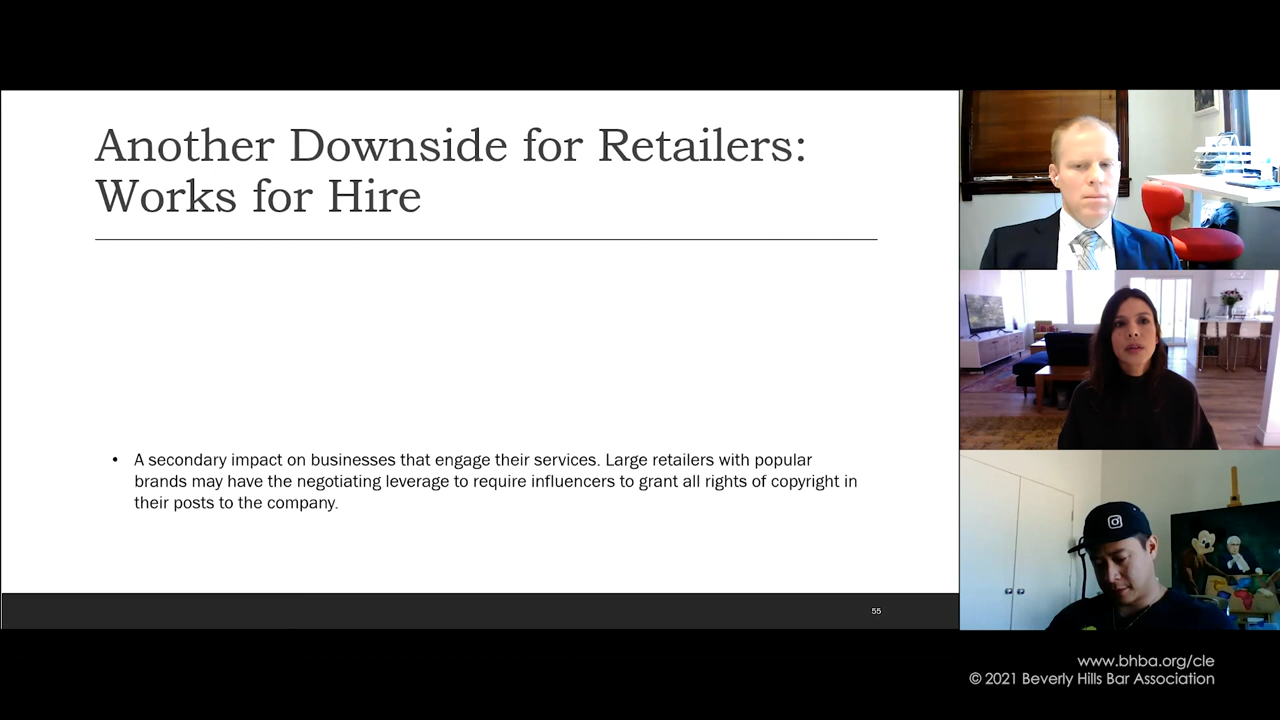 Another Downside for Retailers:
Works for Hire
• A secondary impact on businesses that engage their services. Large retailers with popular
brands may have the negotiating leverage to require influencers to grant all rights of copyright in
their posts to the company.
55
www.bhba.org/cle
© 2021 Beverly Hills Bar Association